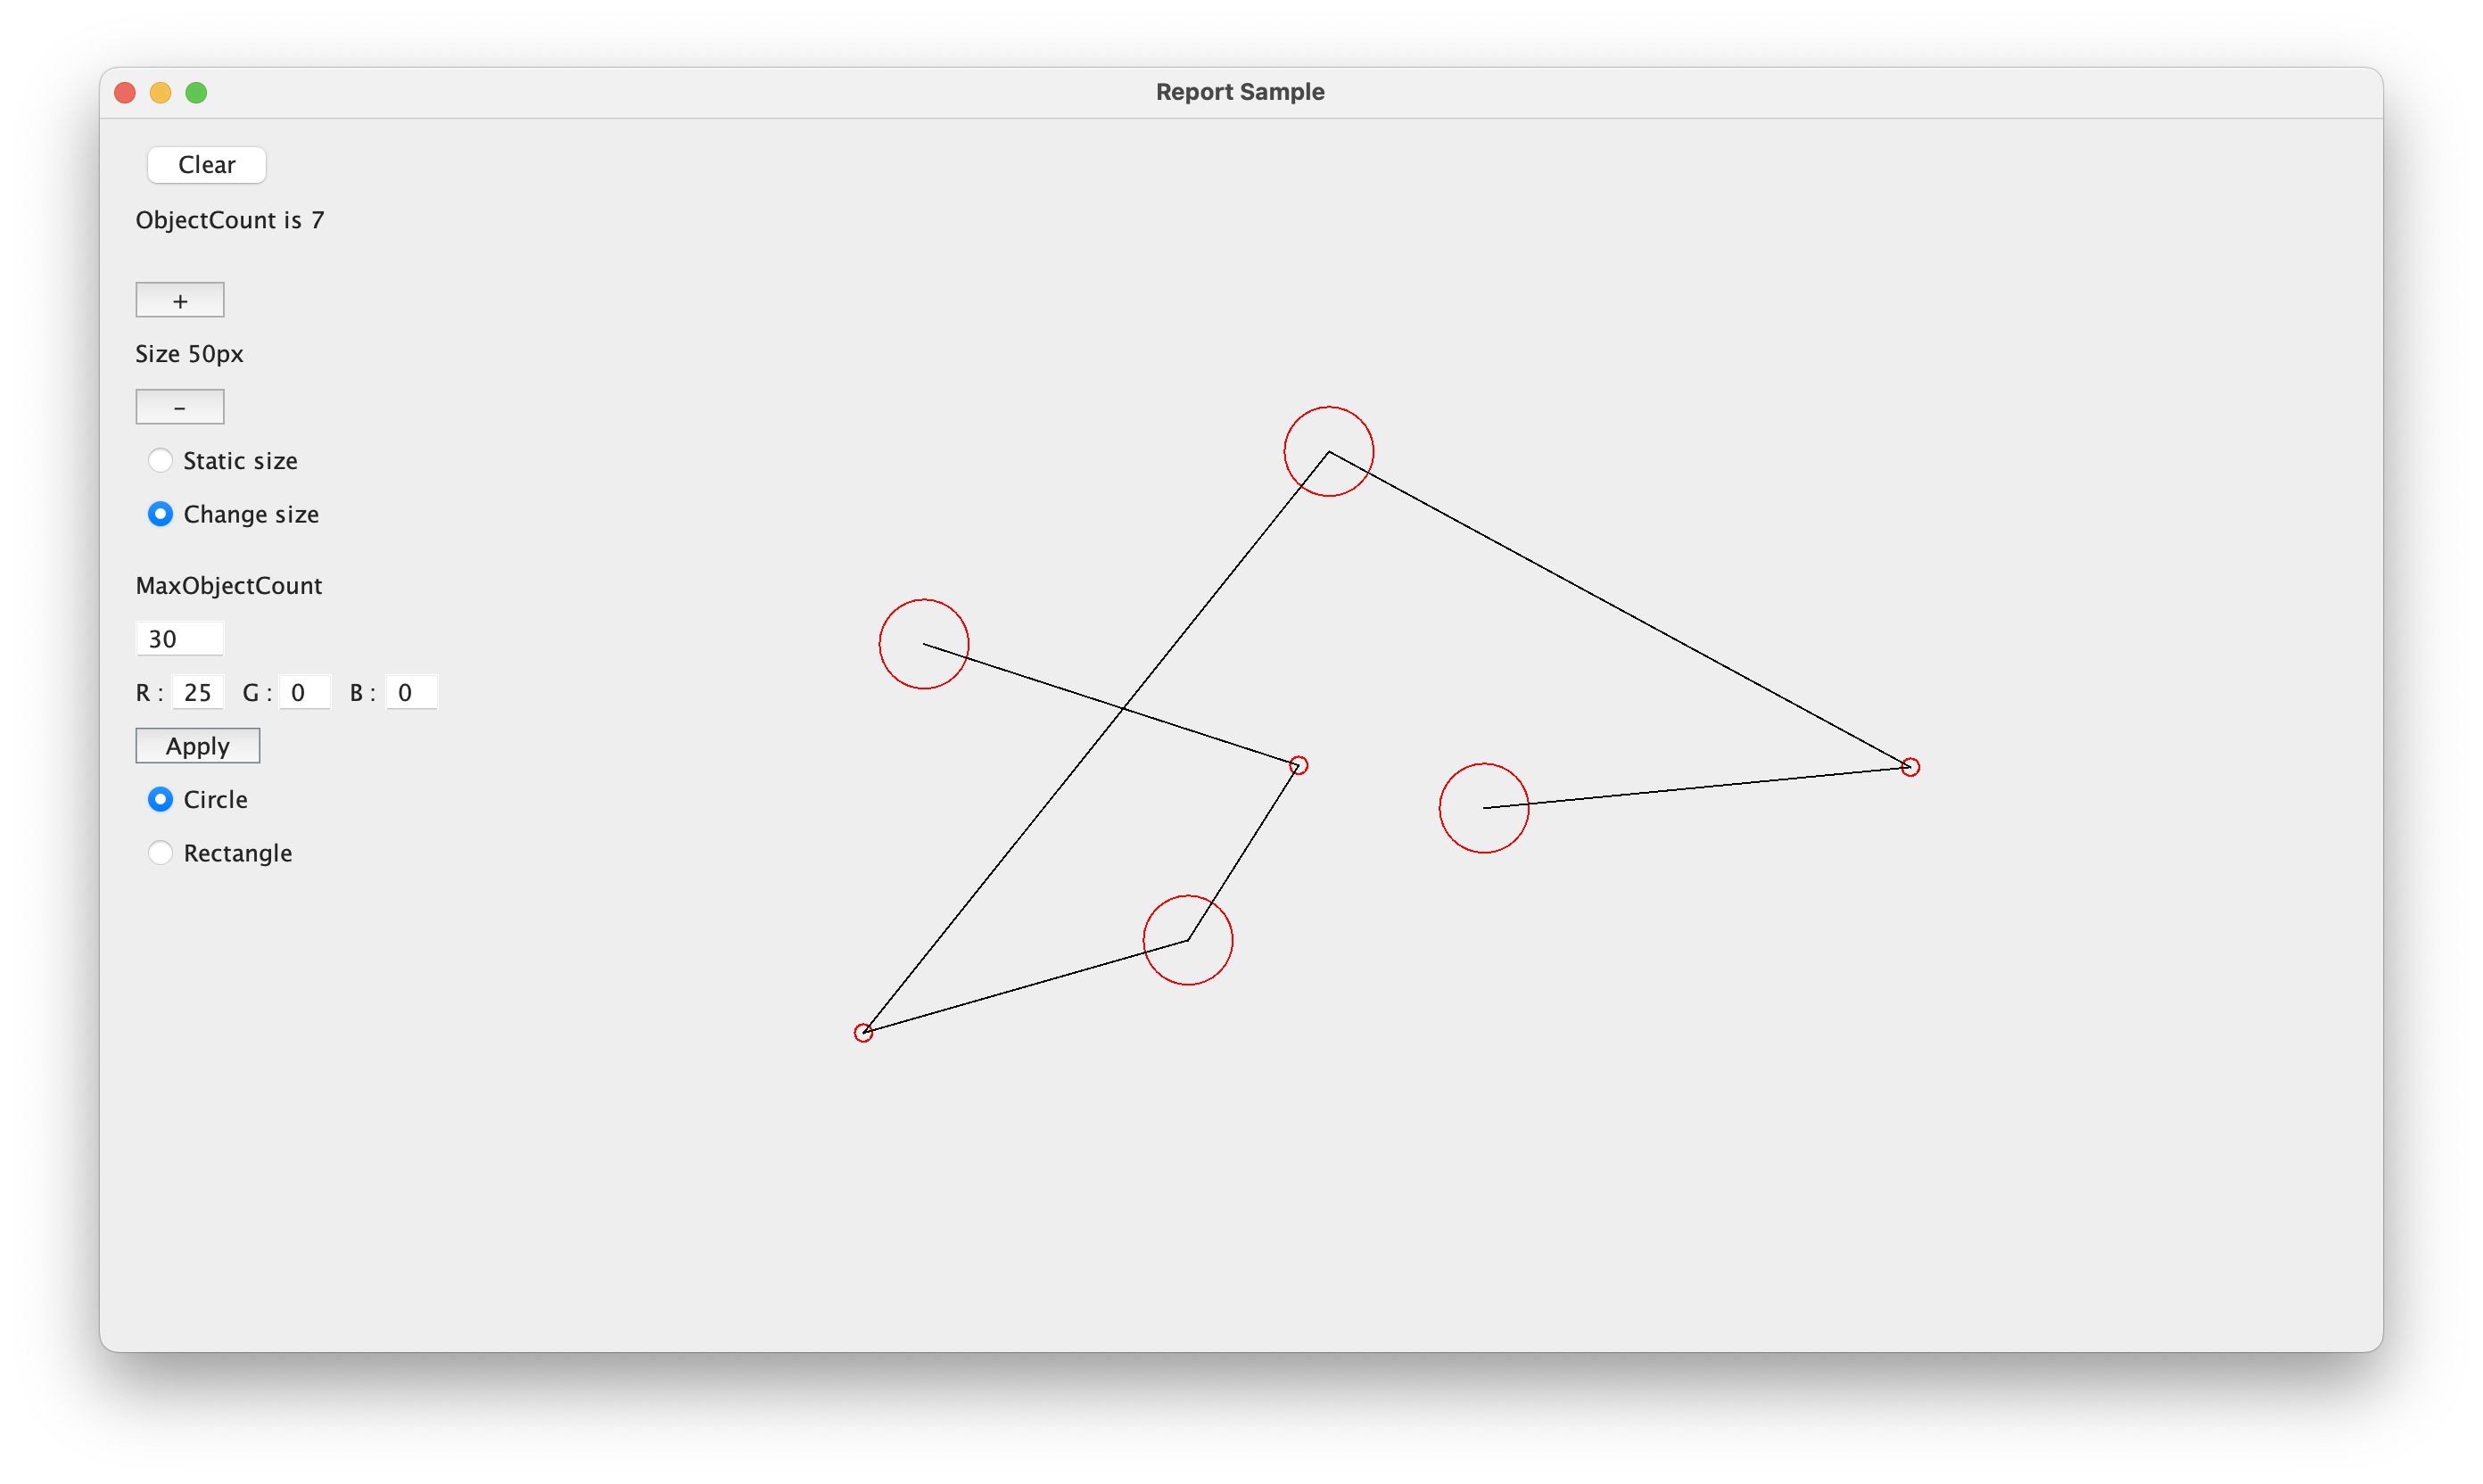 Report Sample
Clear
ObjectCount is 7
+
Size 50px
-
Static size
Change size
MaxObjectCount
30
R : 25 G : 0 B : 0
Apply
Circle
Rectangle